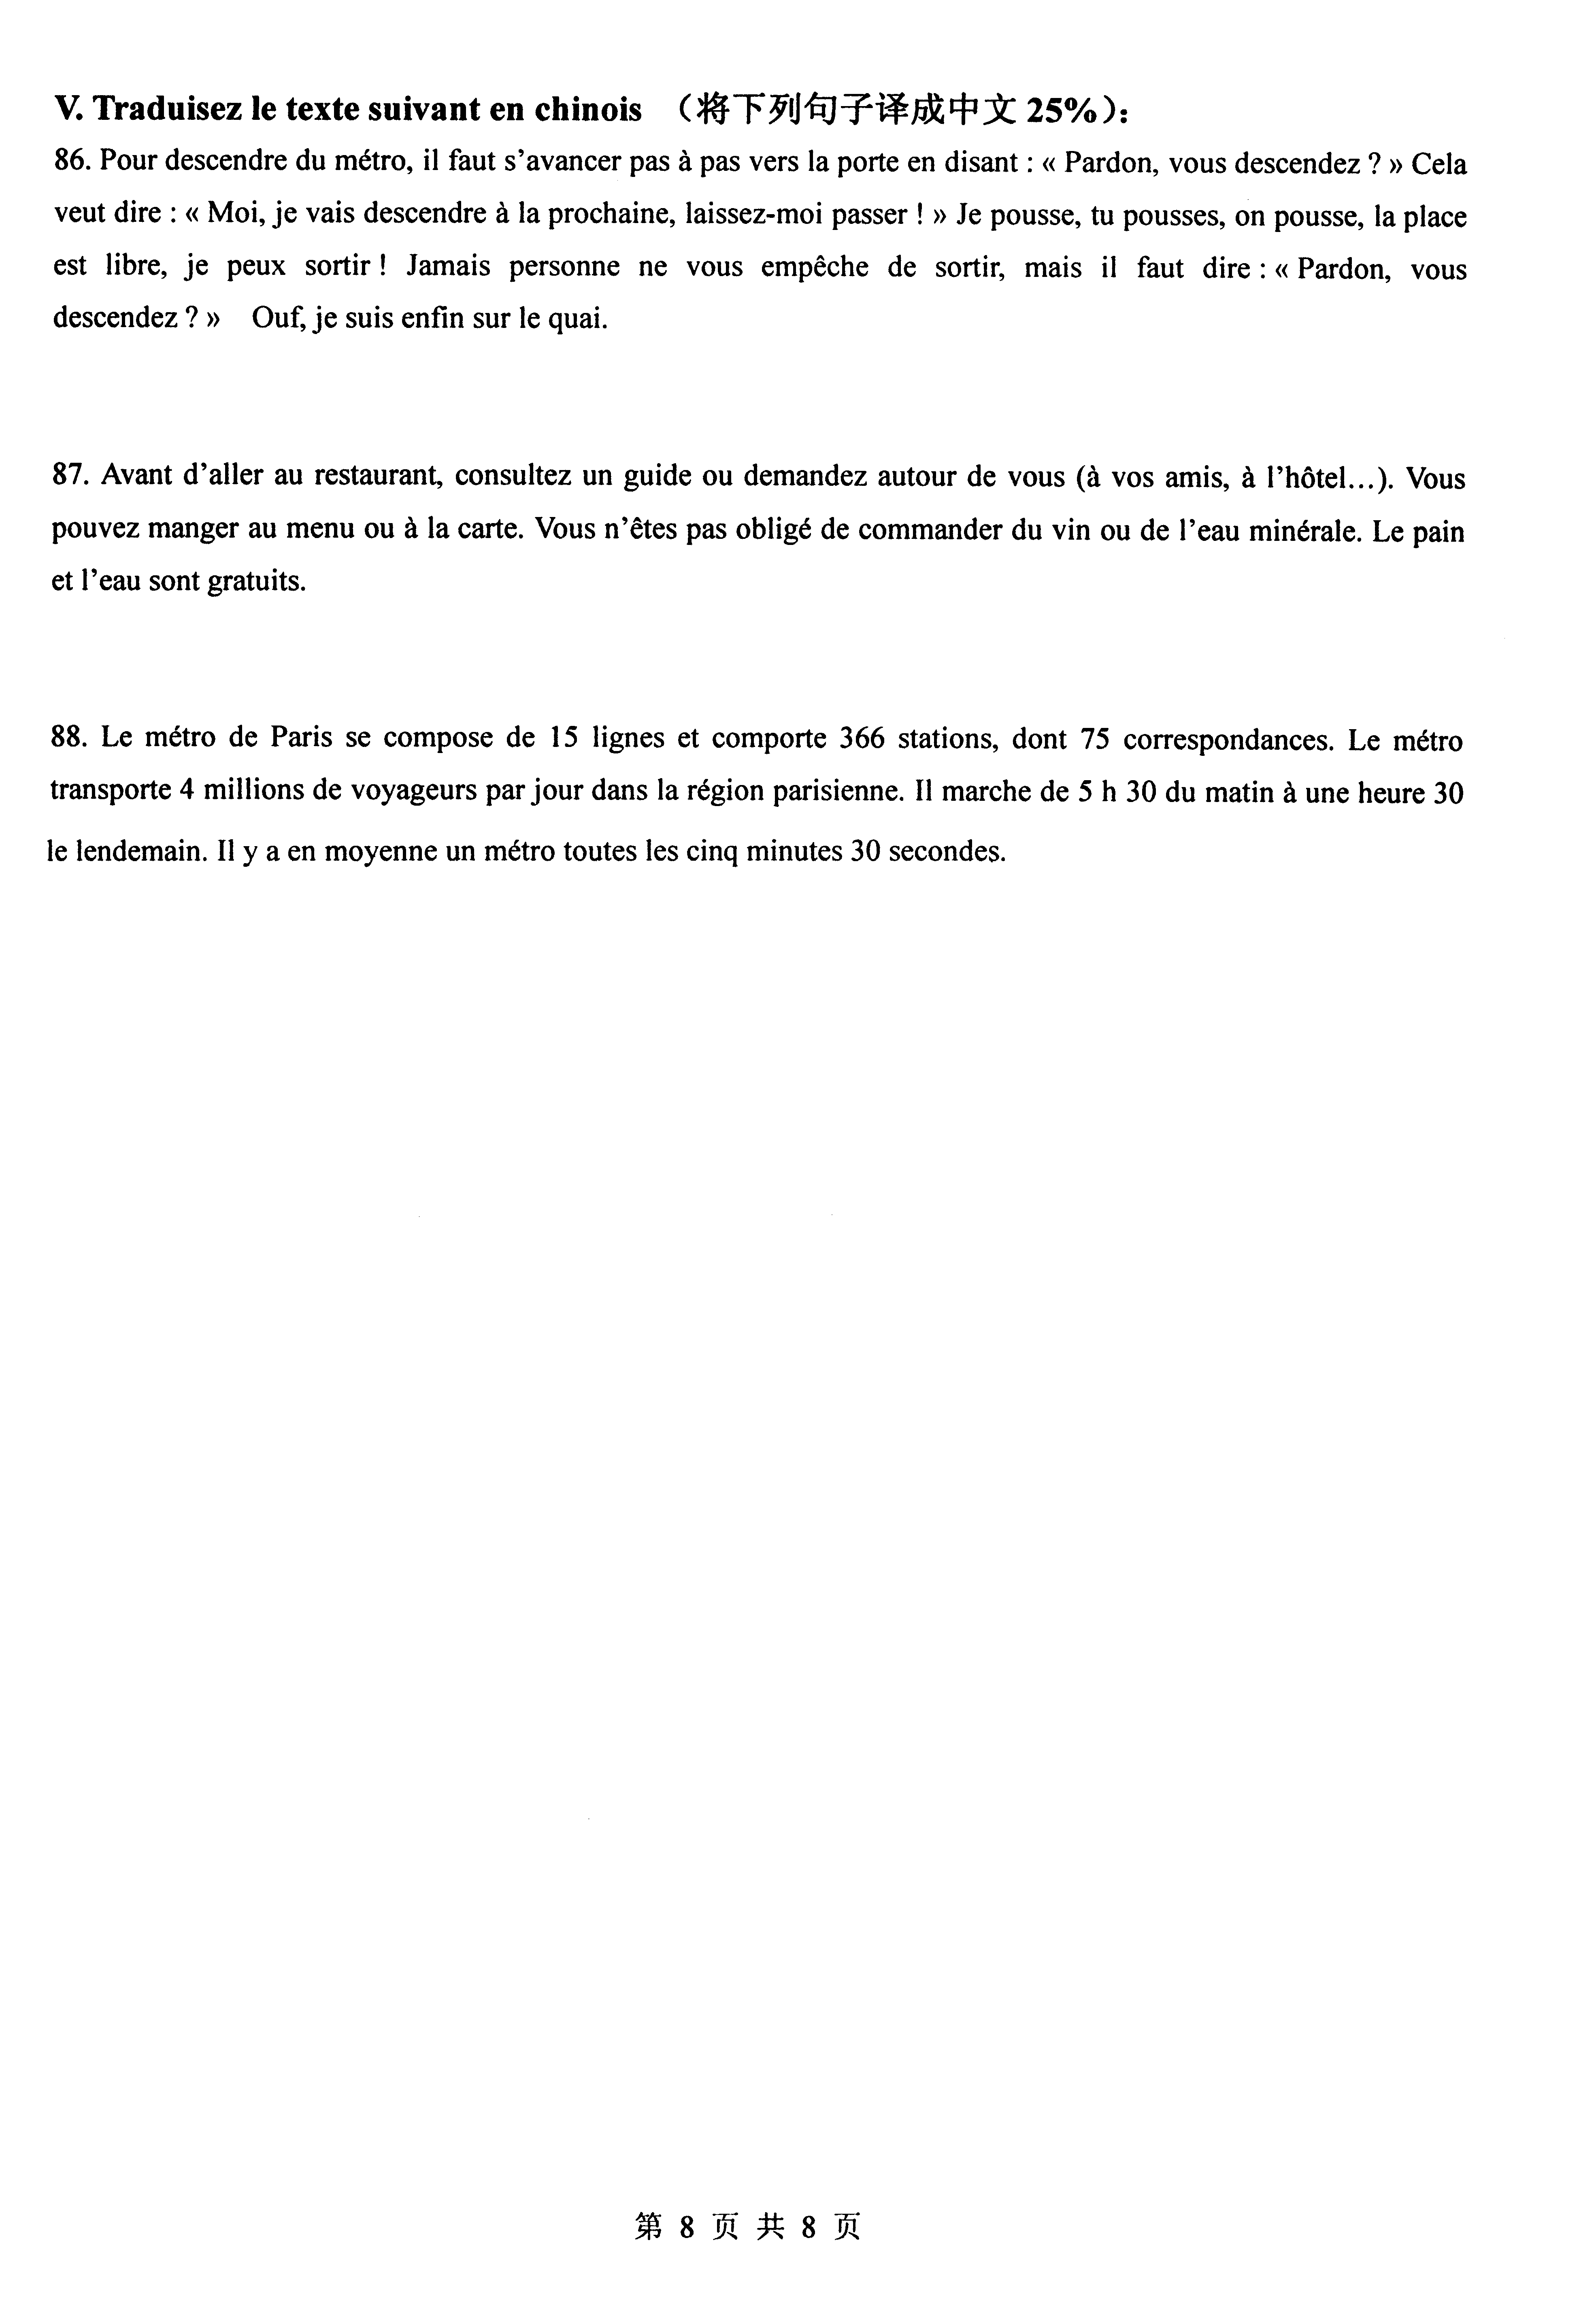 V. Traduisez le texte suivant en chinois （将下列句子译成中文 25%）：
86. Pour descendre du métro, il faut s’avancer pas à pas vers la porte en disant : « Pardon, vous descendez ? » Cela
veut dire : « Moi, je vais descendre à la prochaine, laissez-moi passer ! » Je pousse, tu pousses, on pousse, la place
est libre, je peux sortir ! Jamais personne ne vous empêche de sortir, mais il faut dire : « Pardon, vous
descendez ? » Ouf, je suis enfin sur le quai.
87. Avant d’aller au restaurant, consultez un guide ou demandez autour de vous (à vos amis, à l’hôtel…). Vous
pouvez manger au menu ou à la carte. Vous n’êtes pas obligé de commander du vin ou de l’eau minérale. Le pain
et l’eau sont gratuits.
88. Le métro de Paris se compose de 15 lignes et comporte 366 stations, dont 75 correspondances. Le métro
transporte 4 millions de voyageurs par jour dans la région parisienne. Il marche de 5 h 30 du matin à une heure 30
le lendemain. Il y a en moyenne un métro toutes les cinq minutes 30 secondes.
第 8 页 共 8 页